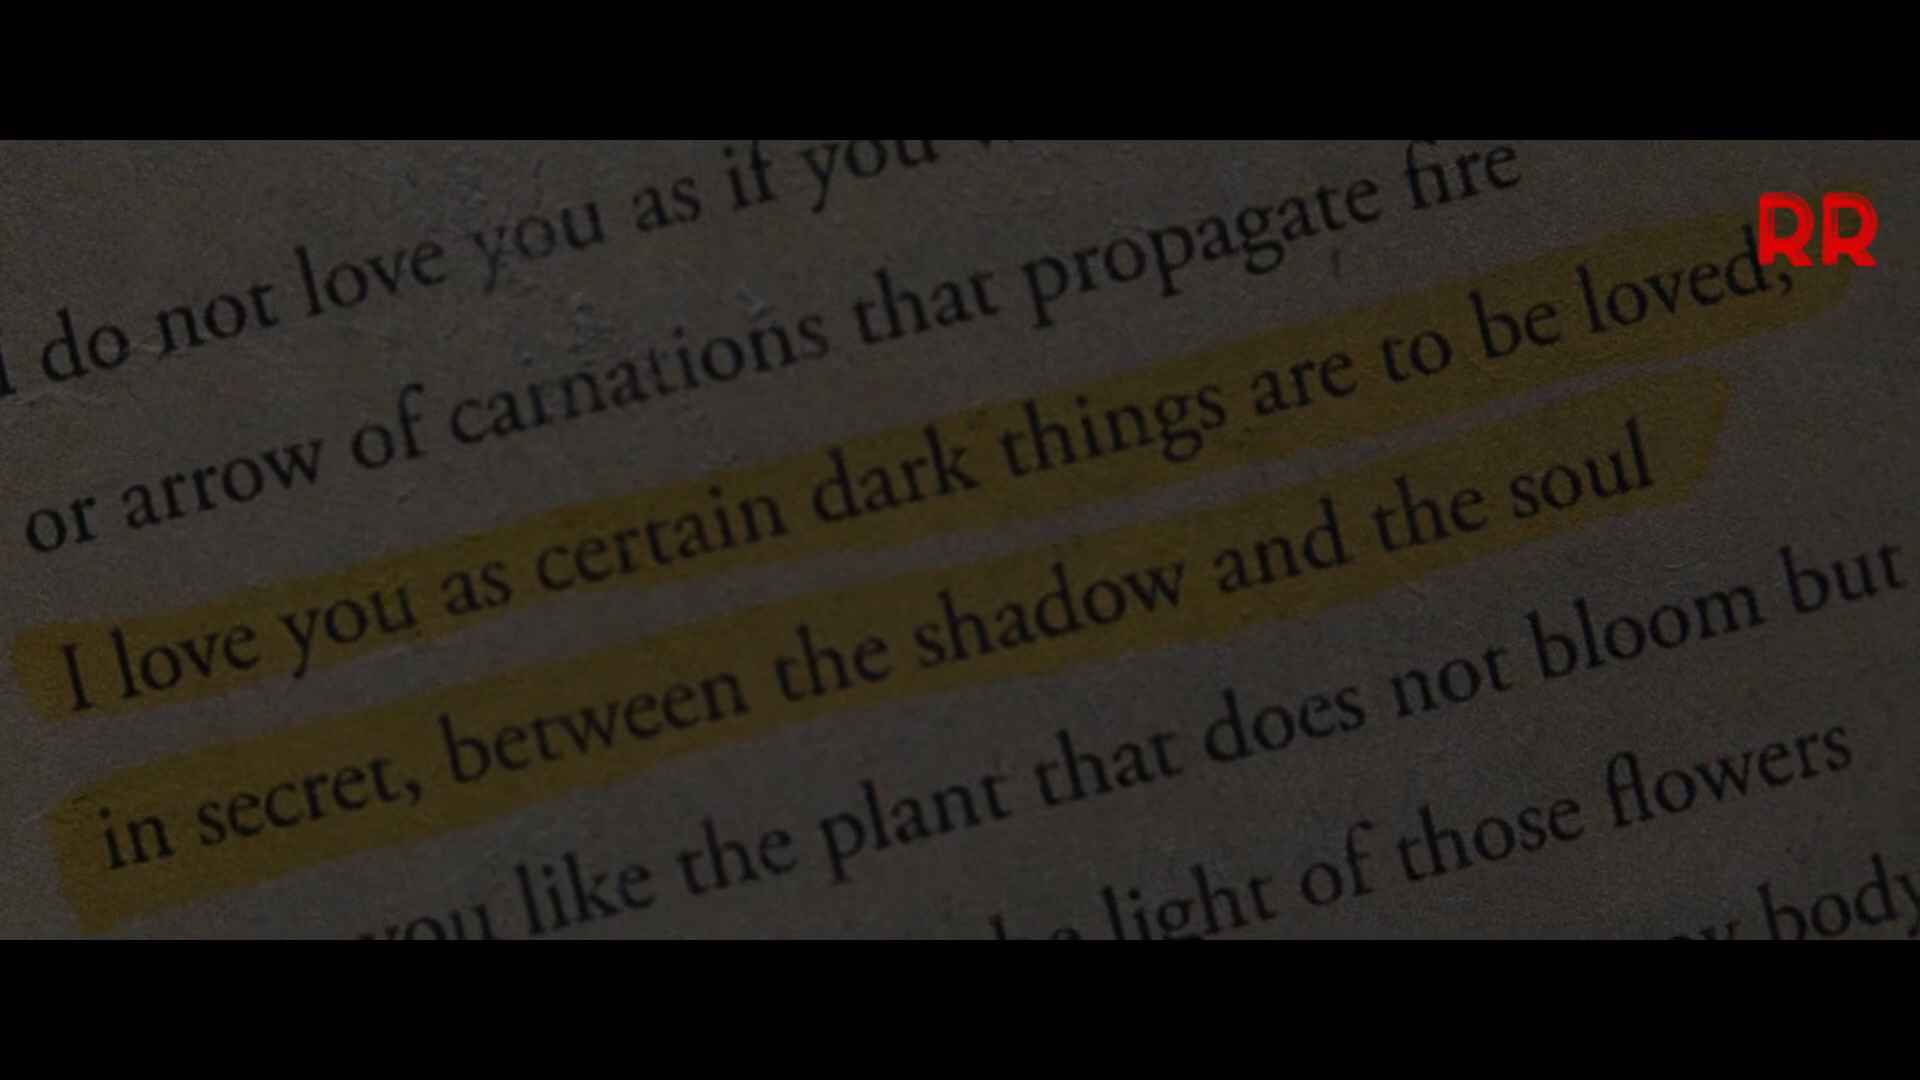 I do not love you as if you
or arrow of carnations that propagate fire
I love you as certain dark things are to be loved,
in secret, between the shadow and the soul
you like the plant that does not bloom but
light of those flowers
body
RR